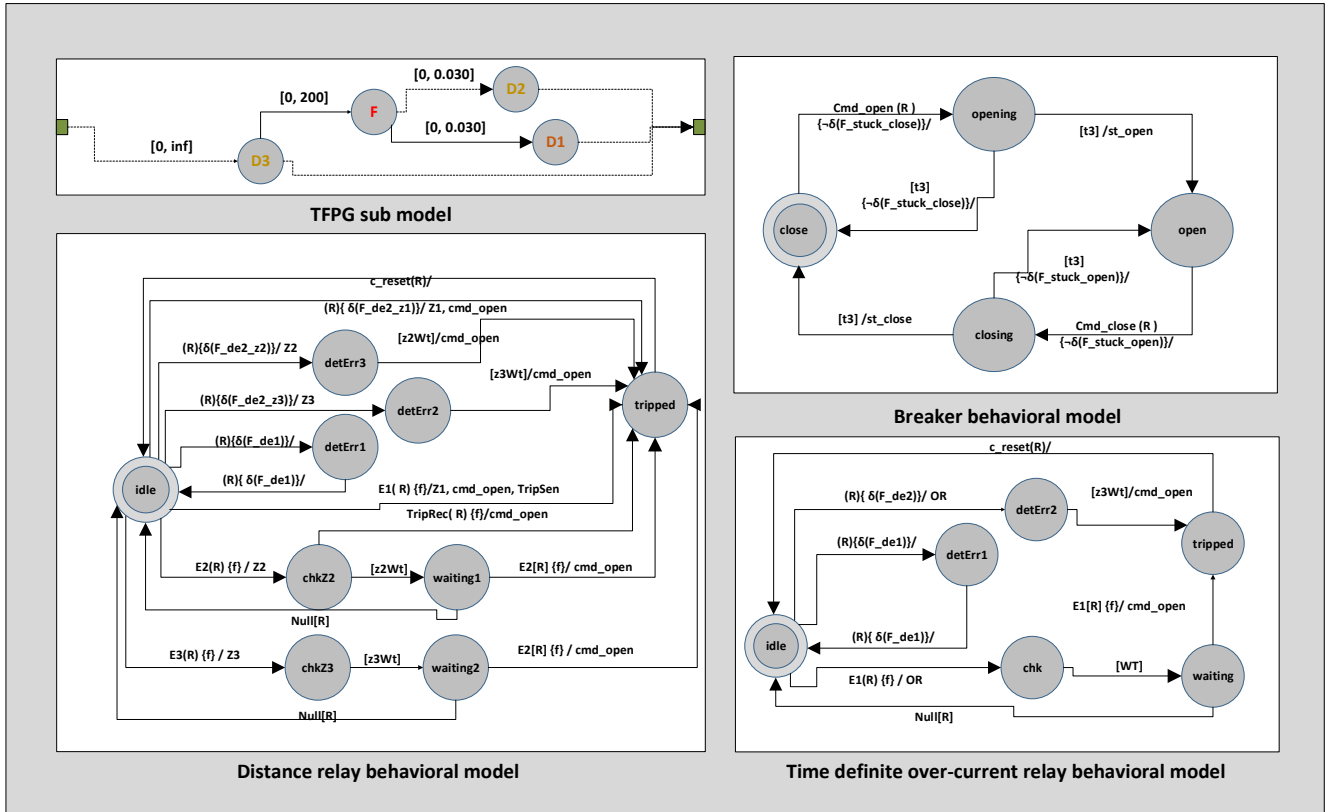 [0, 0.030]
D2
[0, 200]
F
[0, 0.030]
D1
[0, inf]
D3
TFPG sub model
Cmd_open (R )
{¬δ(F_stuck_close)}/
opening
[t3] /st_open
[t3]
{¬δ(F_stuck_close)}/
close
open
[t3]
{¬δ(F_stuck_open)}/
[t3] /st_close
closing
Cmd_close (R )
{¬δ(F_stuck_open)}/
Breaker behavioral model
c_reset(R)/
(R){ δ(F_de2_z1)}/ Z1, cmd_open
[z2Wt]/cmd_open
(R){δ(F_de2_z2)}/ Z2
detErr3
[z3Wt]/cmd_open
(R){δ(F_de2_z3)}/ Z3
detErr2
tripped
(R){δ(F_de1)}/
detErr1
(R){ δ(F_de1)}/
idle
E1( R) {f}/Z1, cmd_open, TripSen
TripRec( R) {f}/cmd_open
E2(R) {f} / Z2
chkZ2
[z2Wt]
waiting1
E2[R] {f}/ cmd_open
Null[R]
E3(R) {f} / Z3
chkZ3
[z3Wt]
waiting2
E2[R] {f} / cmd_open
Null[R]
Distance relay behavioral model
c_reset(R)/
(R){ δ(F_de2)}/ OR
detErr2
[z3Wt]/cmd_open
tripped
(R){δ(F_de1)}/
detErr1
E1[R] {f}/ cmd_open
idle
(R){ δ(F_de1)}/
E1(R) {f} / OR
chk
[WT]
waiting
Null[R]
Time definite over-current relay behavioral model